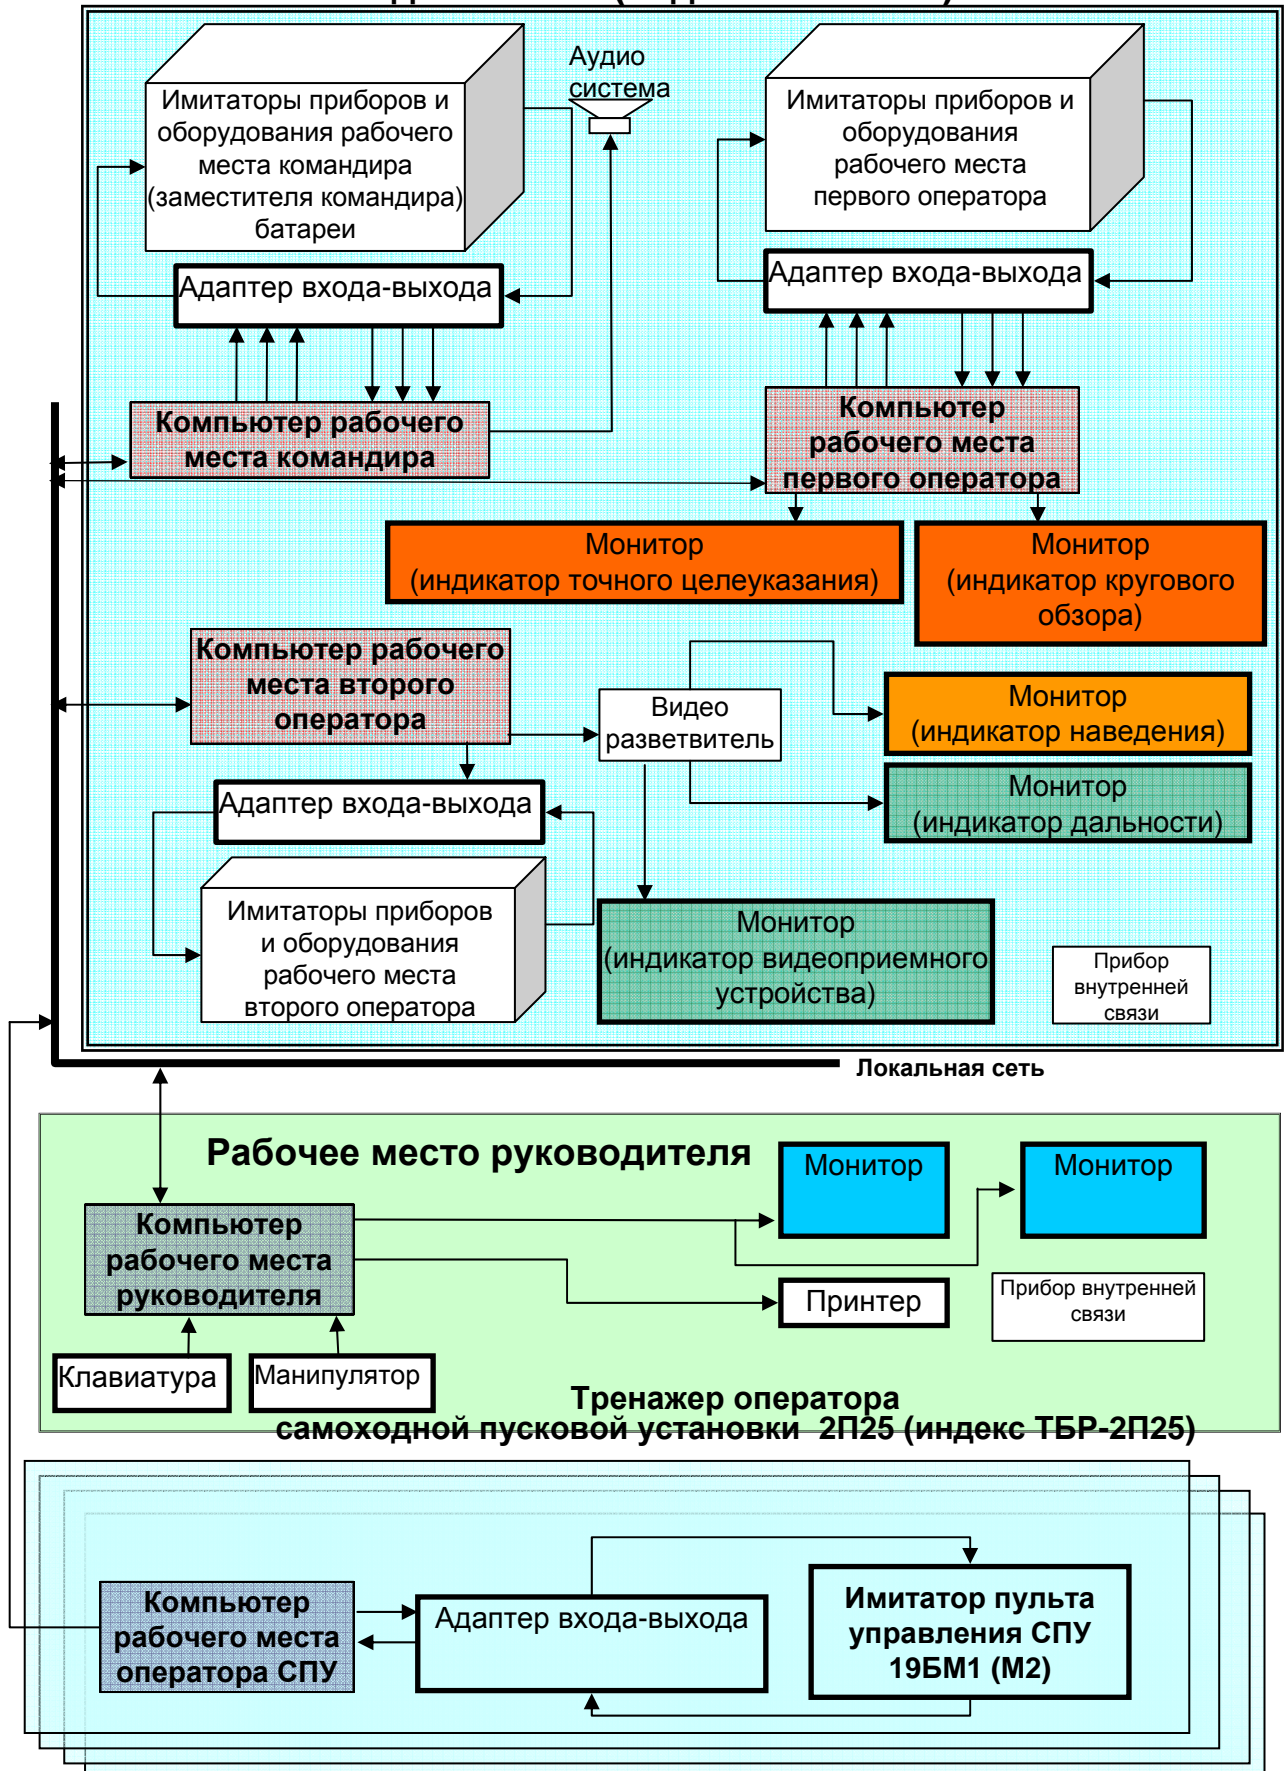 Аудио
система
Имитаторы приборов и
оборудования рабочего
места командира
(заместителя командира)
батареи
Имитаторы приборов и
оборудования
рабочего места
первого оператора
Адаптер входа-выхода
Адаптер входа-выхода
Компьютер рабочего
места командира
Компьютер
рабочего места
первого оператора
Монитор
(индикатор точного целеуказания)
Монитор
(индикатор кругового
обзора)
Компьютер рабочего
места второго
оператора
Видео
разветвитель
Монитор
(индикатор наведения)
Монитор
(индикатор дальности)
Адаптер входа-выхода
Имитаторы приборов
и оборудования
рабочего места
второго оператора
Монитор
(индикатор видеоприемного
устройства)
Прибор
внутренней
связи
Локальная сеть
Рабочее место руководителя
Монитор
Монитор
Компьютер
рабочего места
руководителя
Принтер
Прибор внутренней
связи
Клавиатура
Манипулятор
Тренажер оператора
самоходной пусковой установки 2П25 (индекс ТБР-2П25)
Компьютер
рабочего места
оператора СПУ
Адаптер входа-выхода
Имитатор пульта
управления СПУ
19БМ1 (М2)